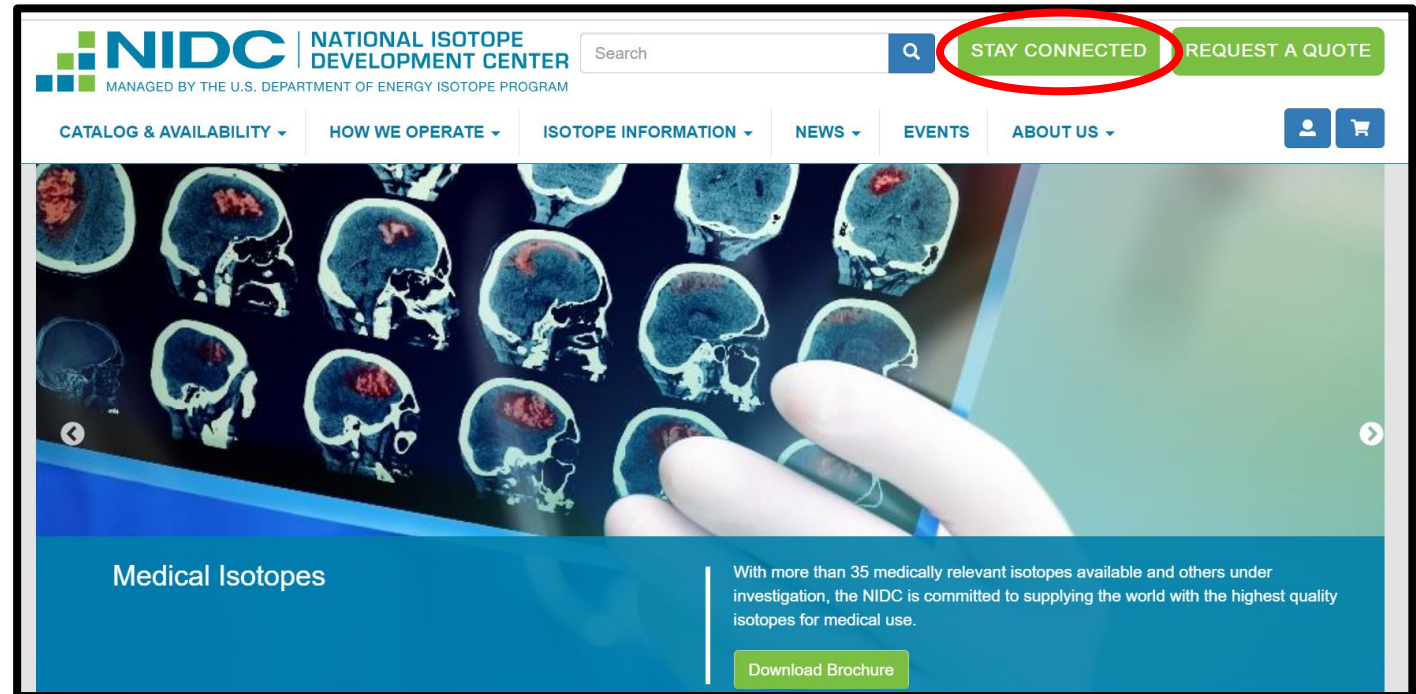 NIDC
NATIONAL ISOTOPE
DEVELOPMENT CENTER
MANAGED BY THE U.S. DEPARTMENT OF ENERGY ISOTOPE PROGRAM
Search
STAY CONNECTED
REQUEST A QUOTE
CATALOG & AVAILABILITY
HOW WE OPERATE
ISOTOPE INFORMATION
NEWS
EVENTS
ABOUT US
Medical Isotopes
With more than 35 medically relevant isotopes available and others under
investigation, the NIDC is committed to supplying the world with the highest quality
isotopes for medical use.
Download Brochure